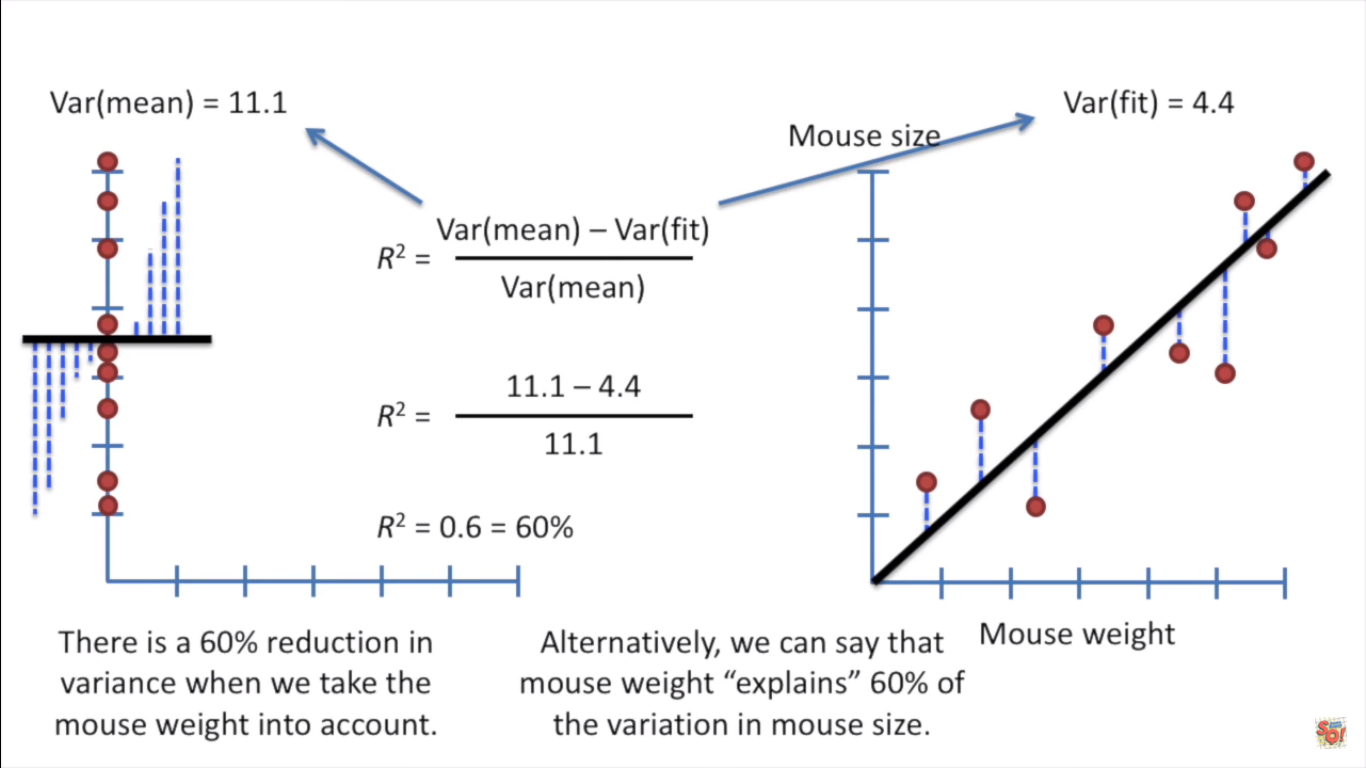 Var(mean) = 11.1
Var(fit) = 4.4
Mouse size
Var(mean) – Var(fit)
R² =
Var(mean)
11.1 – 4.4
R² =
11.1
R² = 0.6 = 60%
There is a 60% reduction in
variance when we take the
mouse weight into account.
Alternatively, we can say that
mouse weight “explains” 60% of
the variation in mouse size.
Mouse weight
SQ!